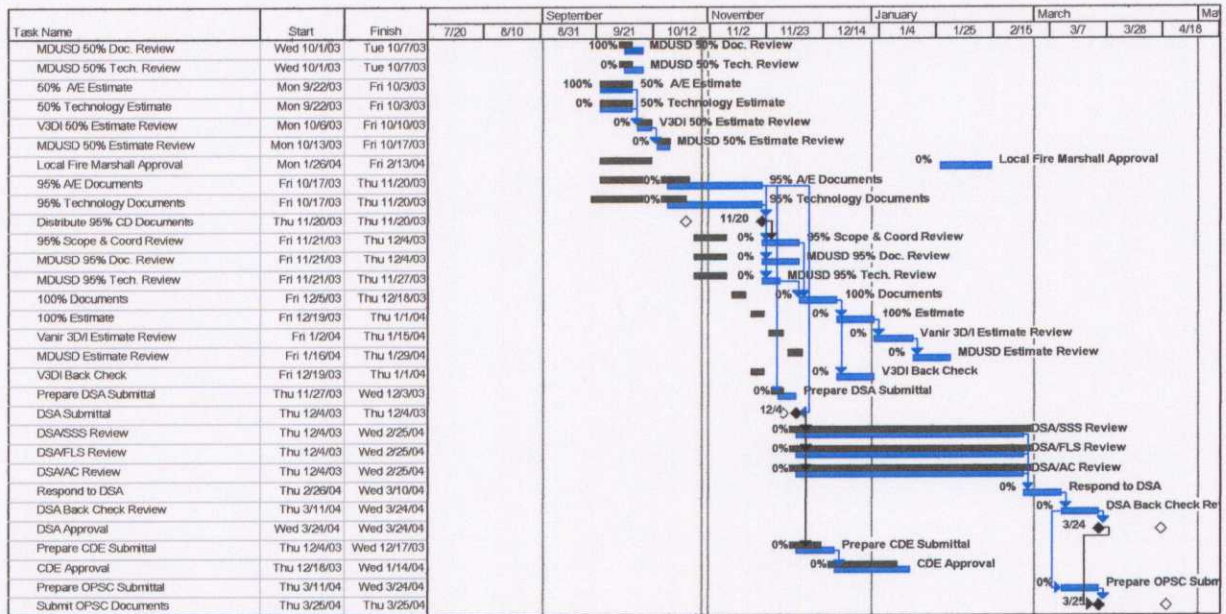 September November January March Ma
Task Name Start Finish 7/20 8/10 8/31 9/21 10/12 11/2 11/23 12/14 1/4 1/25 2/15 3/7 3/28 4/18
MDUSD 50% Doc. Review Wed 10/1/03 Tue 10/7/03 100% MDUSD 50% Doc. Review
MDUSD 50% Tech. Review Wed 10/1/03 Tue 10/7/03 0% MDUSD 50% Tech. Review
50% A/E Estimate Mon 9/22/03 Fri 10/3/03 100% 50% A/E Estimate
50% Technology Estimate Mon 9/22/03 Fri 10/3/03 0% 50% Technology Estimate
V3DI 50% Estimate Review Mon 10/6/03 Fri 10/10/03 0% V3DI 50% Estimate Review
MDUSD 50% Estimate Review Mon 10/13/03 Fri 10/17/03 0% MDUSD 50% Estimate Review
Local Fire Marshall Approval Mon 1/26/04 Fri 2/13/04 0% Local Fire Marshall Approval
95% A/E Documents Fri 10/17/03 Thu 11/20/03 0% 95% A/E Documents
95% Technology Documents Fri 10/17/03 Thu 11/20/03 0% 95% Technology Documents
Distribute 95% CD Documents Thu 11/20/03 Thu 11/20/03 11/20
95% Scope & Coord Review Fri 11/21/03 Thu 12/4/03 0% 95% Scope & Coord Review
MDUSD 95% Doc. Review Fri 11/21/03 Thu 12/4/03 0% MDUSD 95% Doc. Review
MDUSD 95% Tech. Review Fri 11/21/03 Thu 11/27/03 0% MDUSD 95% Tech. Review
100% Documents Fri 12/5/03 Thu 12/18/03 0% 100% Documents
100% Estimate Fri 12/19/03 Thu 1/1/04 0% 100% Estimate
Vanir 3D/I Estimate Review Fri 1/2/04 Thu 1/15/04 0% Vanir 3D/I Estimate Review
MDUSD Estimate Review Fri 1/16/04 Thu 1/29/04 0% MDUSD Estimate Review
V3DI Back Check Fri 12/19/03 Thu 1/1/04 0% V3DI Back Check
Prepare DSA Submittal Thu 11/27/03 Wed 12/3/03 0% Prepare DSA Submittal
DSA Submittal Thu 12/4/03 Thu 12/4/03 12/4
DSA/SSS Review Thu 12/4/03 Wed 2/25/04 0% DSA/SSS Review
DSA/FLS Review Thu 12/4/03 Wed 2/25/04 0% DSA/FLS Review
DSA/AC Review Thu 12/4/03 Wed 2/25/04 0% DSA/AC Review
Respond to DSA Thu 2/26/04 Wed 3/10/04 0% Respond to DSA
DSA Back Check Review Thu 3/11/04 Wed 3/24/04 0% DSA Back Check Re
DSA Approval Wed 3/24/04 Wed 3/24/04 3/24
Prepare CDE Submittal Thu 12/4/03 Wed 12/17/03 0% Prepare CDE Submittal
CDE Approval Thu 12/18/03 Wed 1/14/04 0% CDE Approval
Prepare OPSC Submittal Thu 3/11/04 Wed 3/24/04 0% Prepare OPSC Subm
Submit OPSC Documents Thu 3/25/04 Thu 3/25/04 3/25